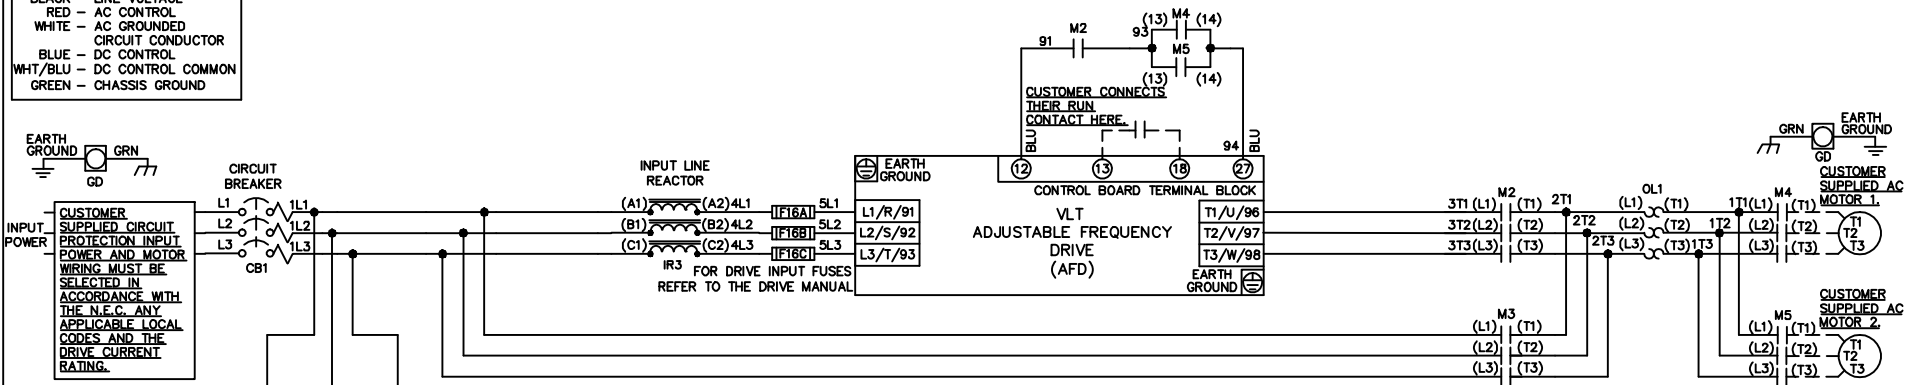 RED – AC CONTROL
WHITE – AC GROUNDED
CIRCUIT CONDUCTOR
BLUE – DC CONTROL
WHT/BLU – DC CONTROL COMMON
GREEN – CHASSIS GROUND
EARTH
GROUND
GRN
GD
INPUT
POWER
CUSTOMER
SUPPLIED CIRCUIT
PROTECTION INPUT
POWER AND MOTOR
WIRING MUST BE
SELECTED IN
ACCORDANCE WITH
THE N.E.C. ANY
APPLICABLE LOCAL
CODES AND THE
DRIVE CURRENT
RATING.
CIRCUIT
BREAKER
L1 1L1
L2 1L2
L3 1L3
CB1
INPUT LINE
REACTOR
(A1) (A2) 4L1 IF16A 5L1
(B1) (B2) 4L2 IF16B 5L2
(C1) (C2) 4L3 IF16C 5L3
IR3
FOR DRIVE INPUT FUSES
REFER TO THE DRIVE MANUAL
91 M2 93
(13) M4 (14)
M5
(13) (14)
CUSTOMER CONNECTS
THEIR RUN
CONTACT HERE.
BLU
94 BLU
12 13 18 27
CONTROL BOARD TERMINAL BLOCK
EARTH
GROUND
L1/R/91
L2/S/92
L3/T/93
VLT
ADJUSTABLE FREQUENCY
DRIVE
(AFD)
T1/U/96
T2/V/97
T3/W/98
EARTH
GROUND
M2
3T1 (L1) (T1) 2T1
3T2 (L2) (T2) 2T2
3T3 (L3) (T3) 2T3
OL1
(L1) (T1) 1T1
(L2) (T2) 1T2
(L3) (T3) 1T3
M4
(L1) (T1)
(L2) (T2)
(L3) (T3)
T1
T2
T3
GRN
EARTH
GROUND
GD
CUSTOMER
SUPPLIED AC
MOTOR 1.
M3
(L1) (T1)
(L2) (T2)
(L3) (T3)
M5
(L1) (T1)
(L2) (T2)
(L3) (T3)
CUSTOMER
SUPPLIED AC
MOTOR 2.
T1
T2
T3